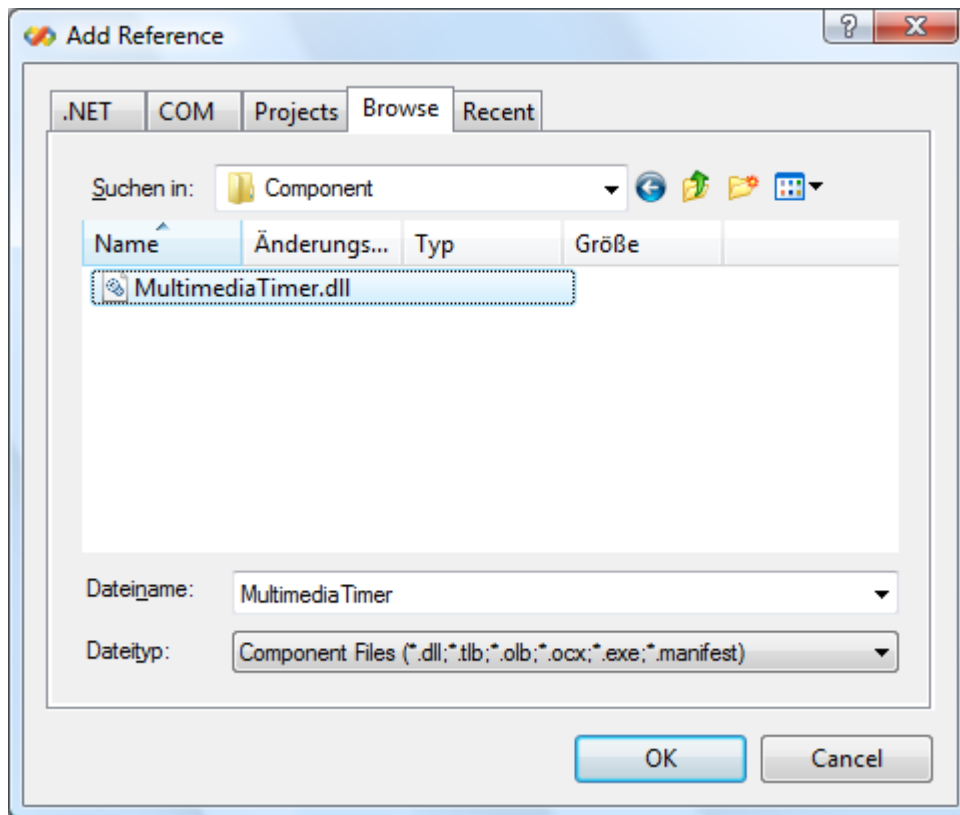 Add Reference
?
.NET COM Projects Browse Recent
Suchen in: Component
Name Änderungs... Typ Größe
MultimediaTimer.dll
Dateiname: MultimediaTimer
Dateityp: Component Files (*.dll;*.tlb;*.olb;*.ocx;*.exe;*.manifest)
OK Cancel